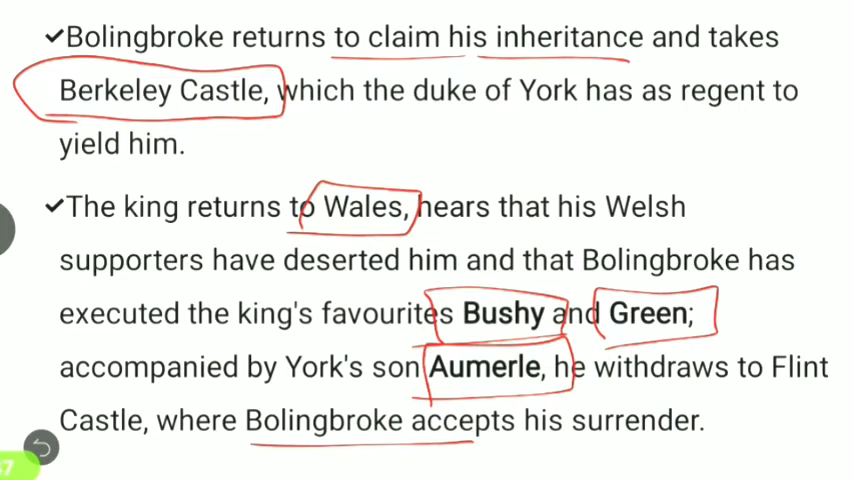 ✓Bolingbroke returns to claim his inheritance and takes
Berkeley Castle, which the duke of York has as regent to
yield him.
✓The king returns to Wales, hears that his Welsh
supporters have deserted him and that Bolingbroke has
executed the king's favourites Bushy and Green;
accompanied by York's son Aumerle, he withdraws to Flint
Castle, where Bolingbroke accepts his surrender.